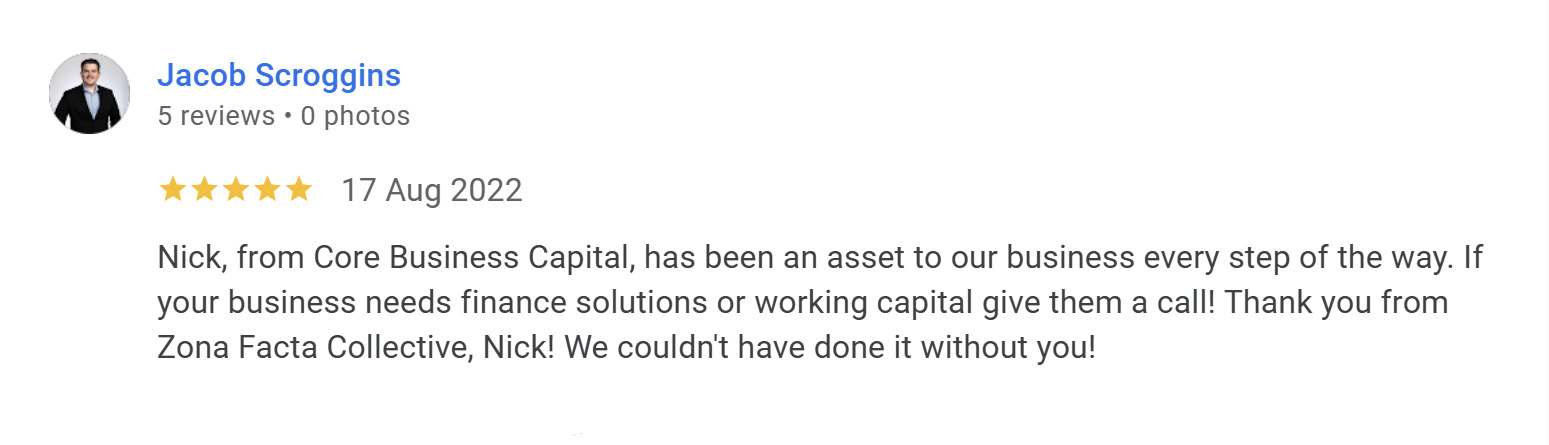 Jacob Scroggins
5 reviews • 0 photos
17 Aug 2022
Nick, from Core Business Capital, has been an asset to our business every step of the way. If
your business needs finance solutions or working capital give them a call! Thank you from
Zona Facta Collective, Nick! We couldn't have done it without you!